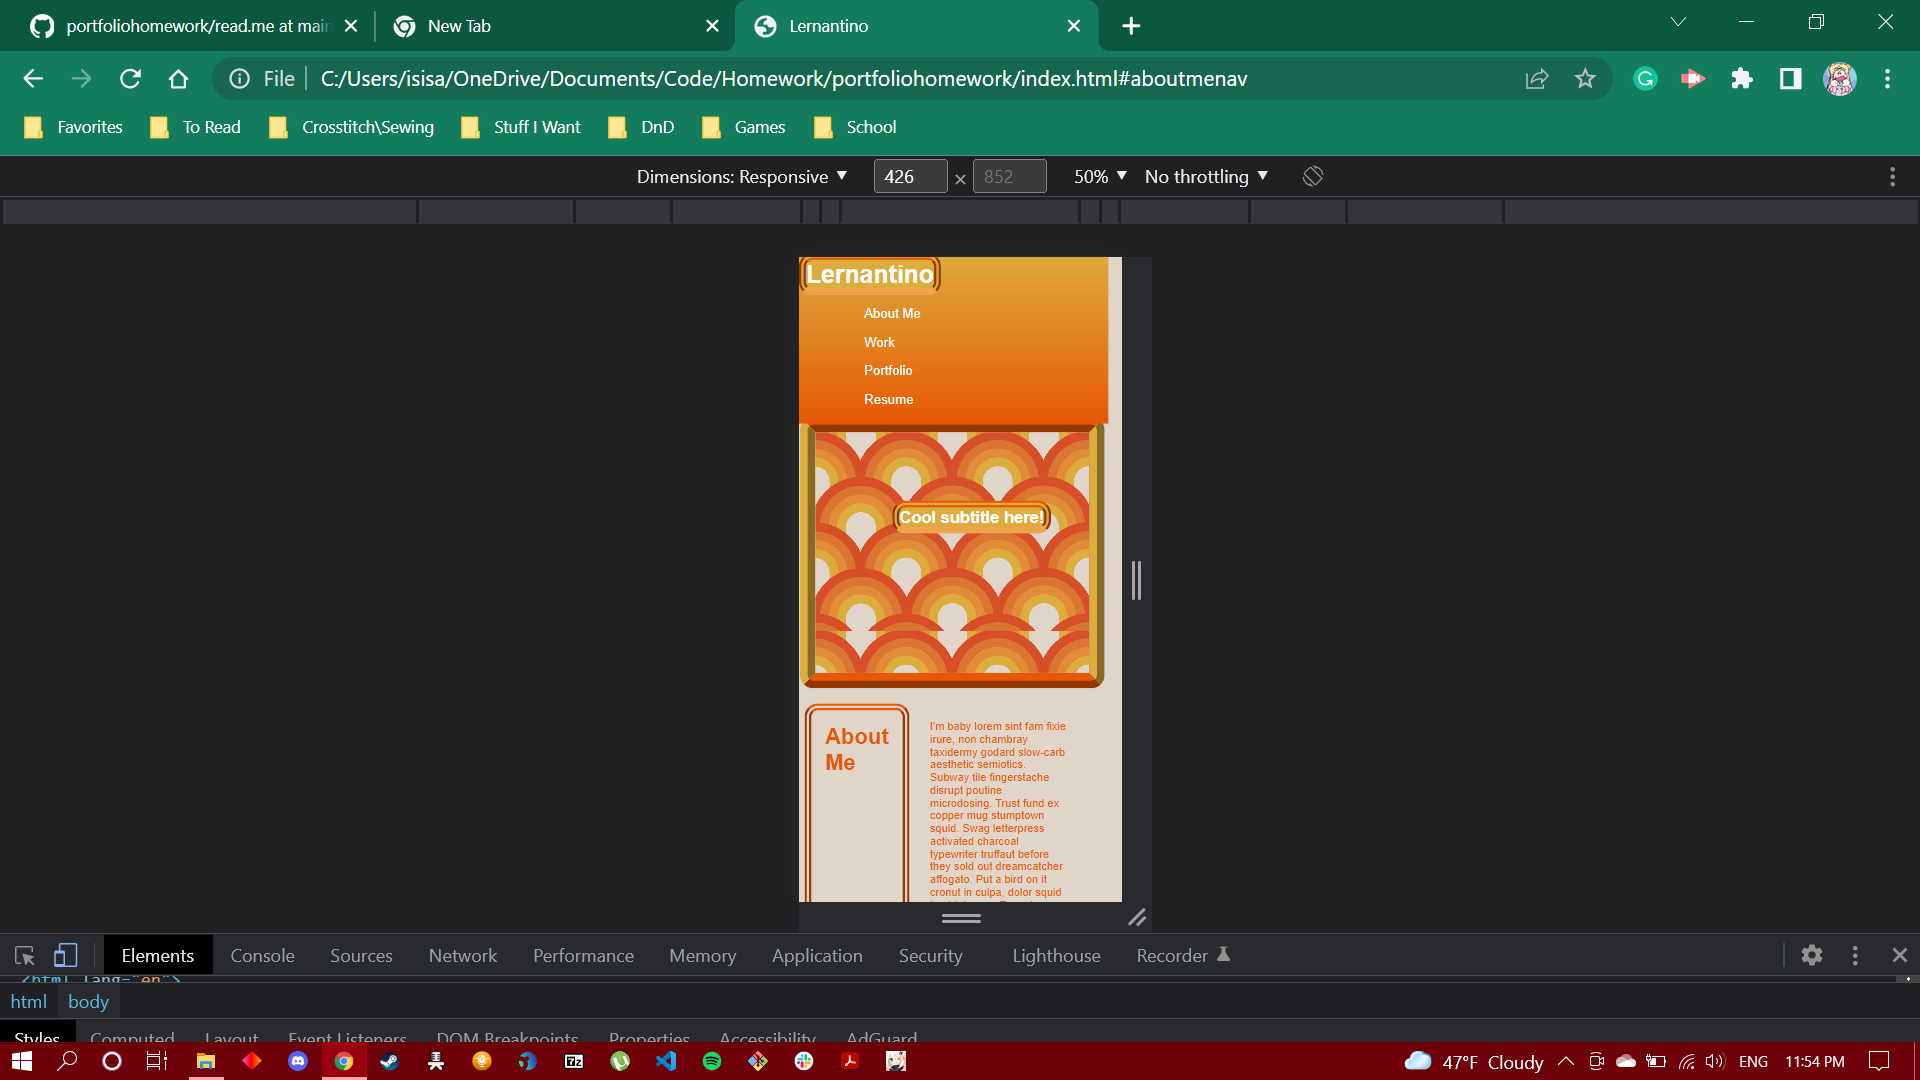 portfoliohomework/read.me at main
New Tab
Lernantino
File
C:/Users/isisa/OneDrive/Documents/Code/Homework/portfoliohomework/index.html#aboutmenav
Favorites
To Read
Crosstitch\Sewing
Stuff I Want
DnD
Games
School
Dimensions: Responsive
426
×
852
50%
No throttling
Lernantino
About Me
Work
Portfolio
Resume
Cool subtitle here!
About
Me
I'm baby lorem sint fam fixie
irure, non chambray
taxidermy godard slow-carb
aesthetic semiotics.
Subway tile fingerstache
disrupt poutine
microdosing. Trust fund ex
copper mug stumptown
squid. Swag letterpress
activated charcoal
typewriter truffaut before
they sold out dreamcatcher
affogato. Put a bird on it
cronut in culpa, dolor squid
Elements
Console
Sources
Network
Performance
Memory
Application
Security
Lighthouse
Recorder
<html lang="en">
html
body
Styles
Computed
Layout
Event Listeners
DOM Breakpoints
Properties
Accessibility
AdGuard
7z
47°F Cloudy
ENG
11:54 PM